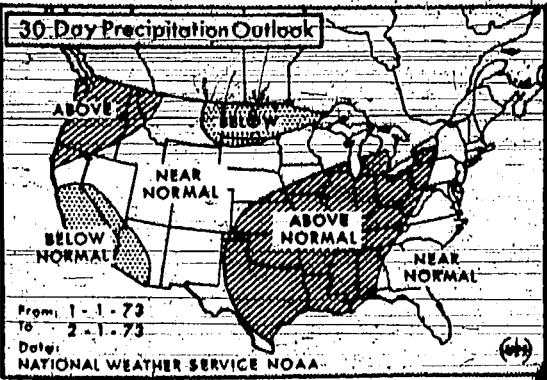 30 Day Precipitation Outlook
ABOVE
BELOW
NEAR
NORMAL
ABOVE
NORMAL
BELOW
NORMAL
NEAR
NORMAL
From: 1-1-73
To 2-1-73
Data:
NATIONAL WEATHER SERVICE NOAA